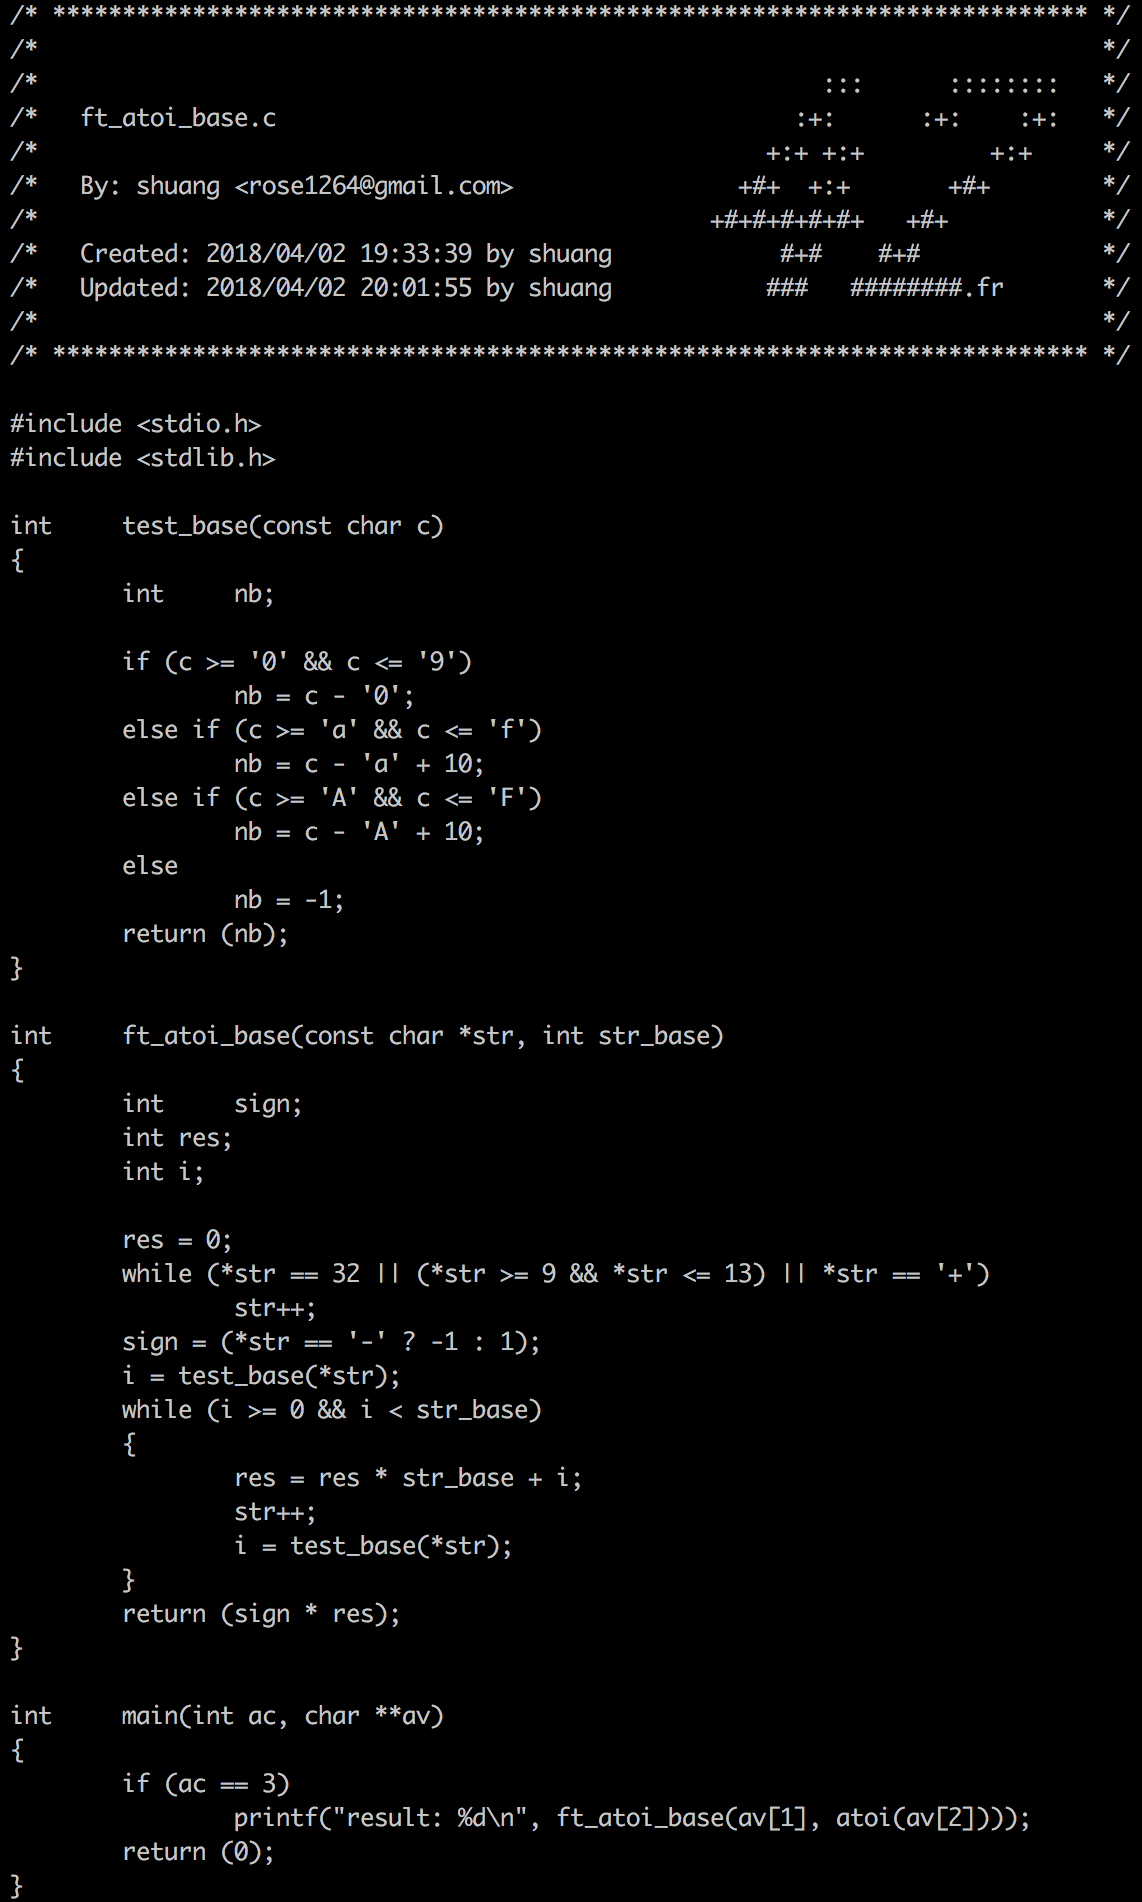 /* ************************************************************************** */
/*                                                                            */
/*                                                        :::      ::::::::   */
/*   ft_atoi_base.c                                     :+:      :+:    :+:   */
/*                                                    +:+ +:+         +:+     */
/*   By: shuang <rose1264@gmail.com>                +#+  +:+       +#+        */
/*                                                +#+#+#+#+#+   +#+           */
/*   Created: 2018/04/02 19:33:39 by shuang            #+#    #+#             */
/*   Updated: 2018/04/02 20:01:55 by shuang           ###   ########.fr       */
/*                                                                            */
/* ************************************************************************** */

#include <stdio.h>
#include <stdlib.h>

int     test_base(const char c)
{
        int     nb;

        if (c >= '0' && c <= '9')
                nb = c - '0';
        else if (c >= 'a' && c <= 'f')
                nb = c - 'a' + 10;
        else if (c >= 'A' && c <= 'F')
                nb = c - 'A' + 10;
        else
                nb = -1;
        return (nb);
}

int     ft_atoi_base(const char *str, int str_base)
{
        int     sign;
        int res;
        int i;

        res = 0;
        while (*str == 32 || (*str >= 9 && *str <= 13) || *str == '+')
                str++;
        sign = (*str == '-' ? -1 : 1);
        i = test_base(*str);
        while (i >= 0 && i < str_base)
        {
                res = res * str_base + i;
                str++;
                i = test_base(*str);
        }
        return (sign * res);
}

int     main(int ac, char **av)
{
        if (ac == 3)
                printf("result: %d\n", ft_atoi_base(av[1], atoi(av[2])));
        return (0);
}